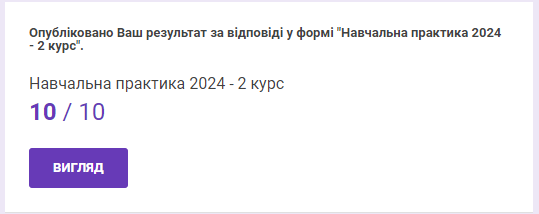 Опубліковано Ваш результат за відповіді у формі "Навчальна практика 2024
- 2 курс".
Навчальна практика 2024 - 2 курс
10 / 10
ВИГЛЯД